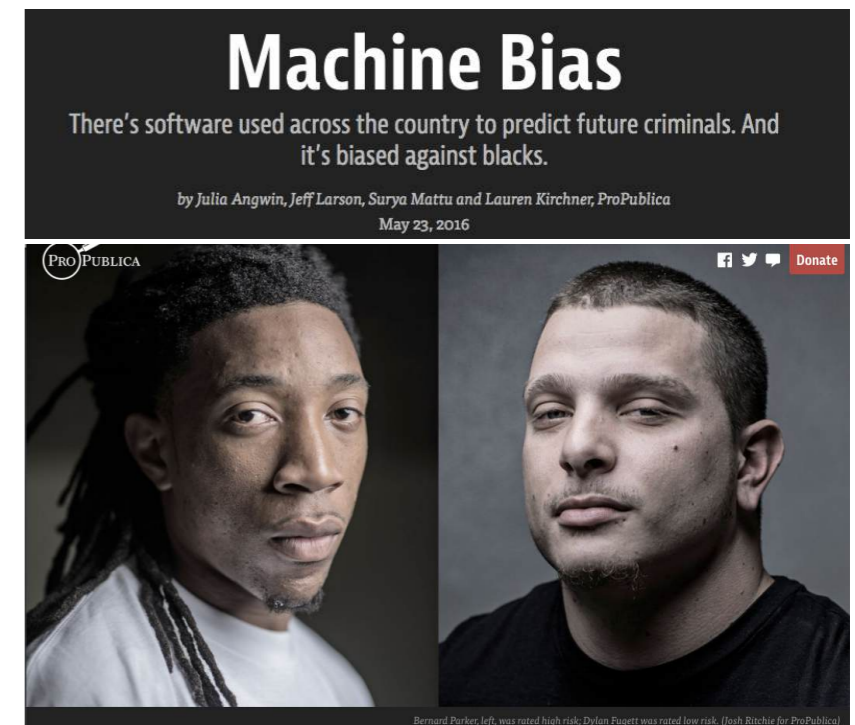 Machine Bias
There's software used across the country to predict future criminals. And
it's biased against blacks.
by Julia Angwin, Jeff Larson, Surya Mattu and Lauren Kirchner, ProPublica
May 23, 2016
PROPUBLICA
Donate
Bernard Parker, left, was rated high risk; Dylan Fugett was rated low risk. (Josh Ritchie for ProPublica)